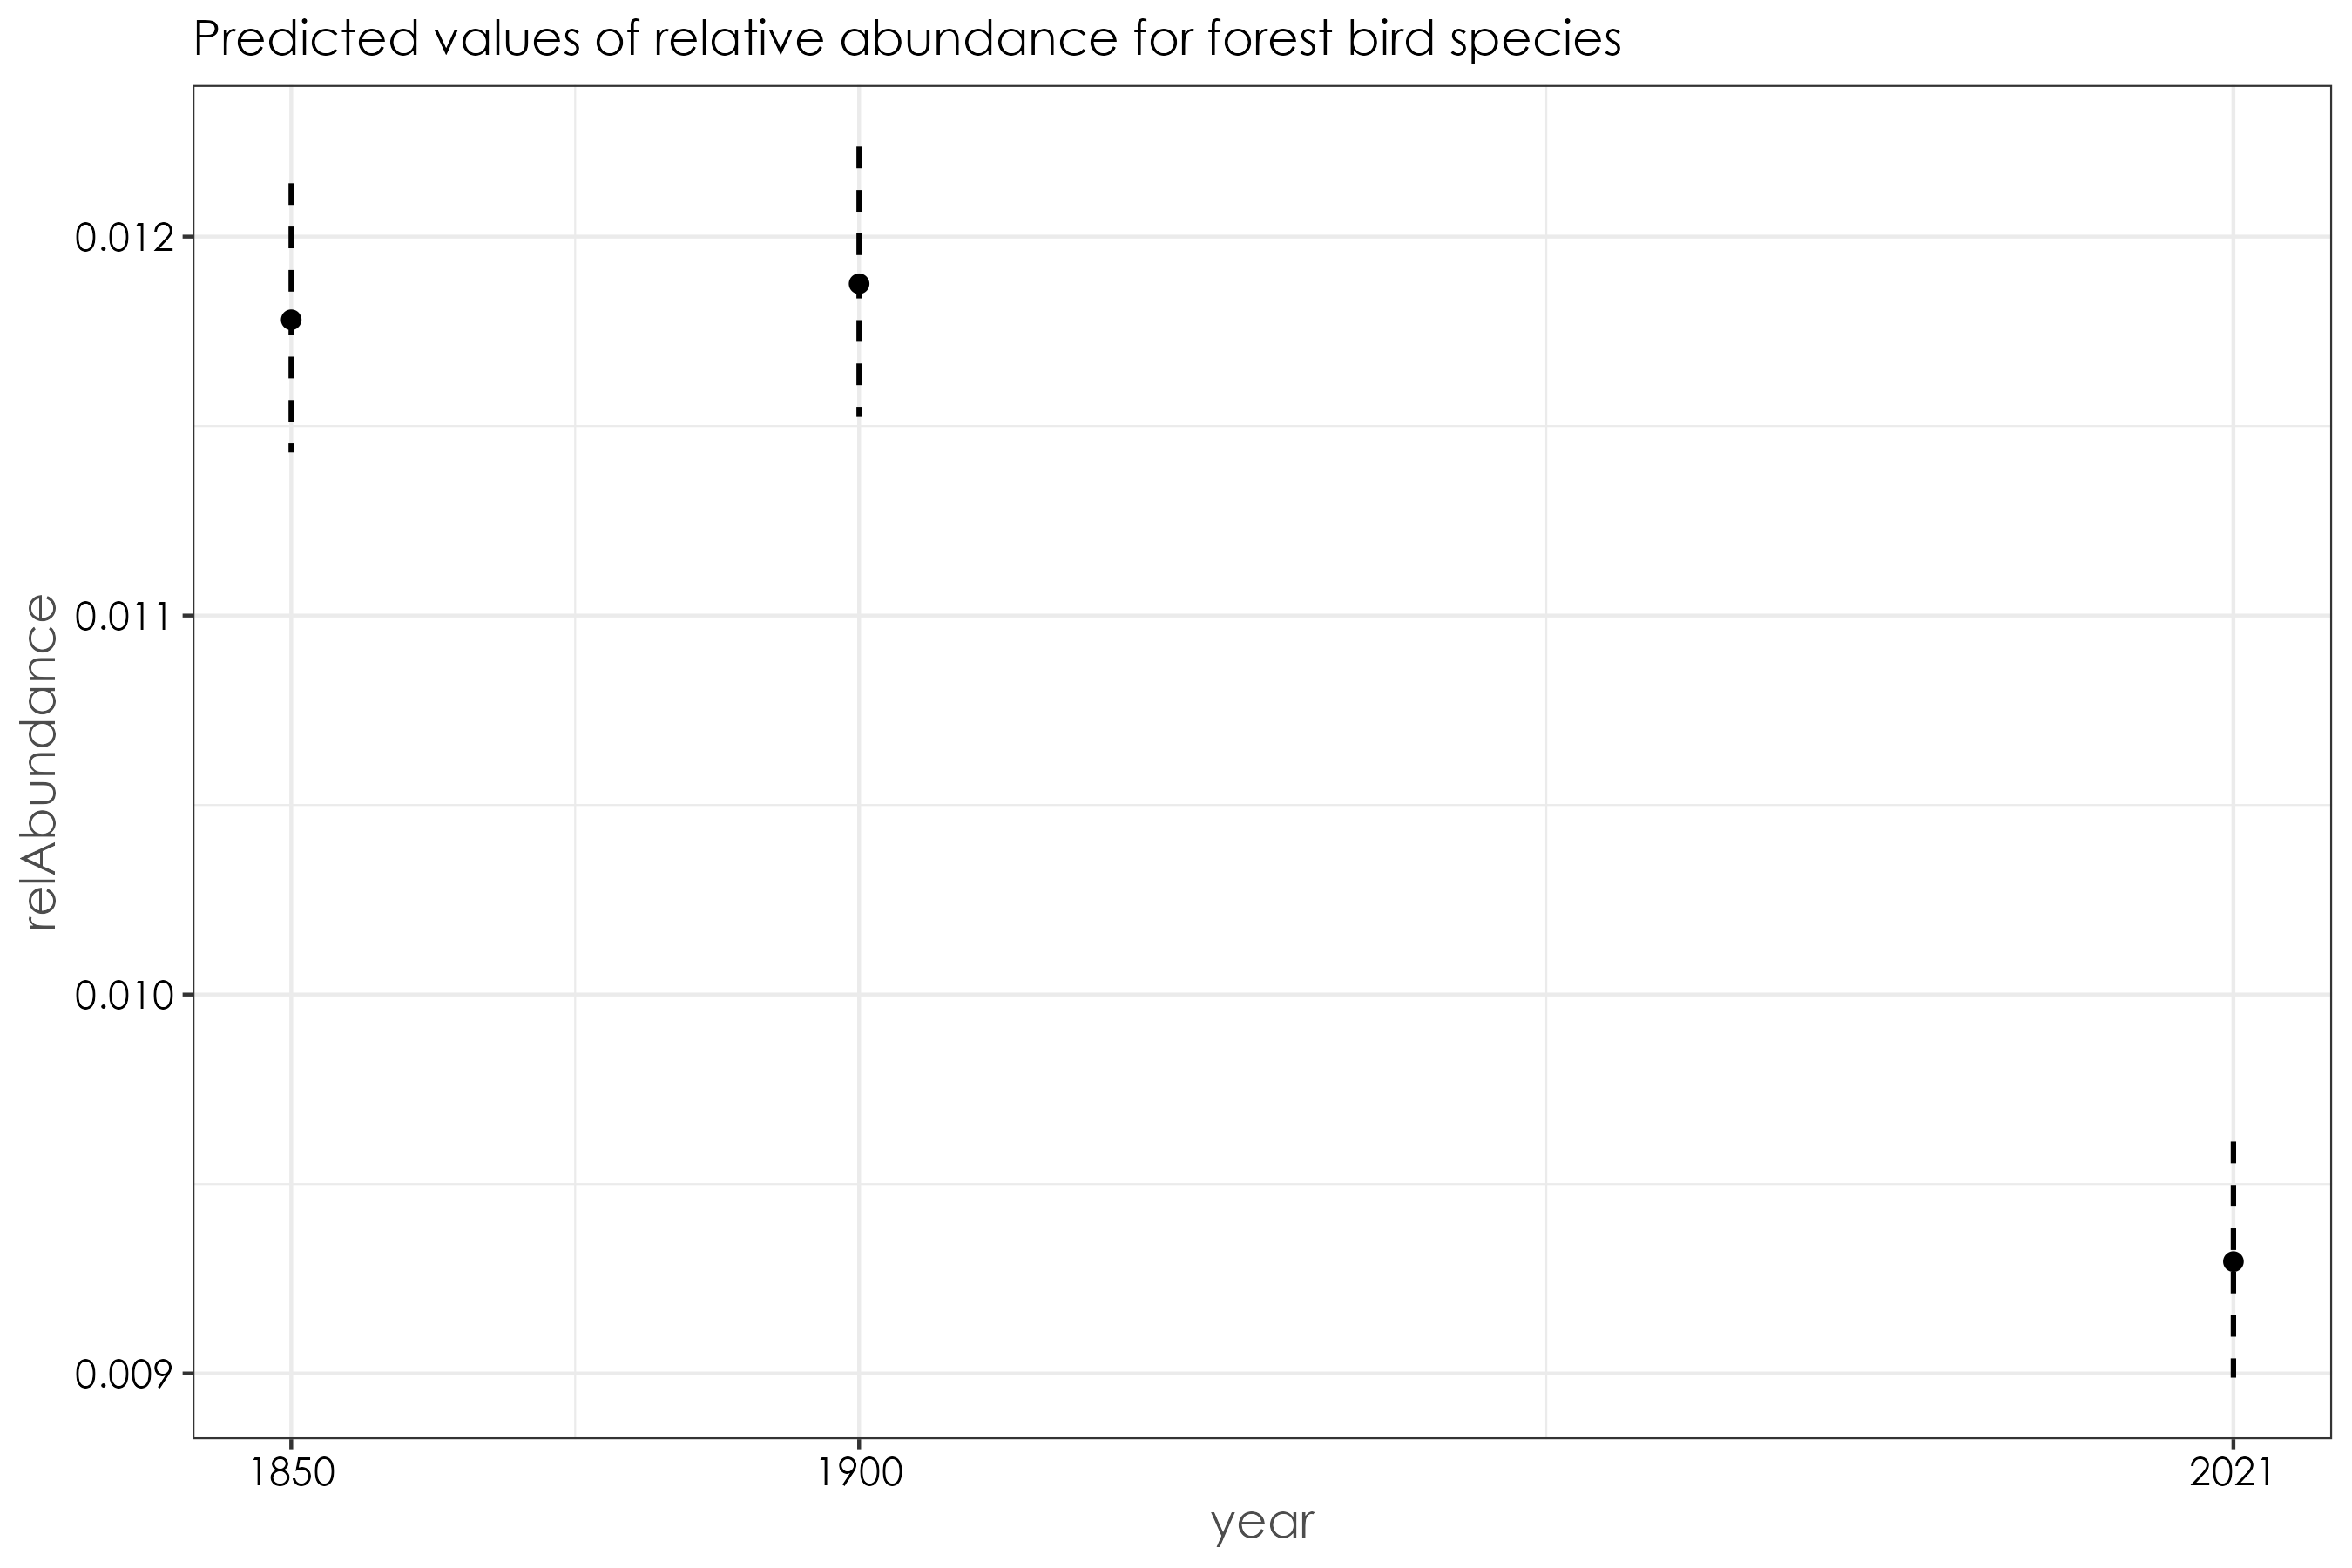 Predicted values of relative abundance for forest bird species
relAbundance
0.012
0.011
0.010
0.009
1850
1900
2021
year